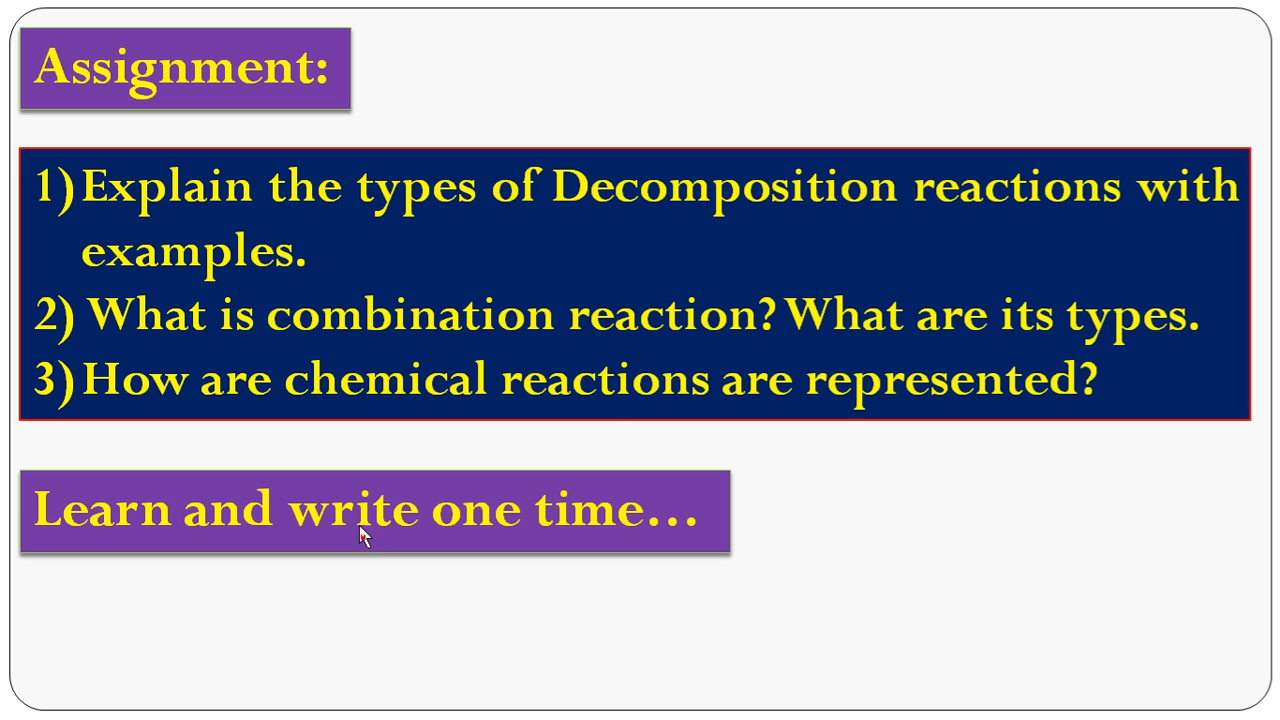 Assignment:
1) Explain the types of Decomposition reactions with
examples.
2) What is combination reaction? What are its types.
3) How are chemical reactions are represented?
Learn and write one time...